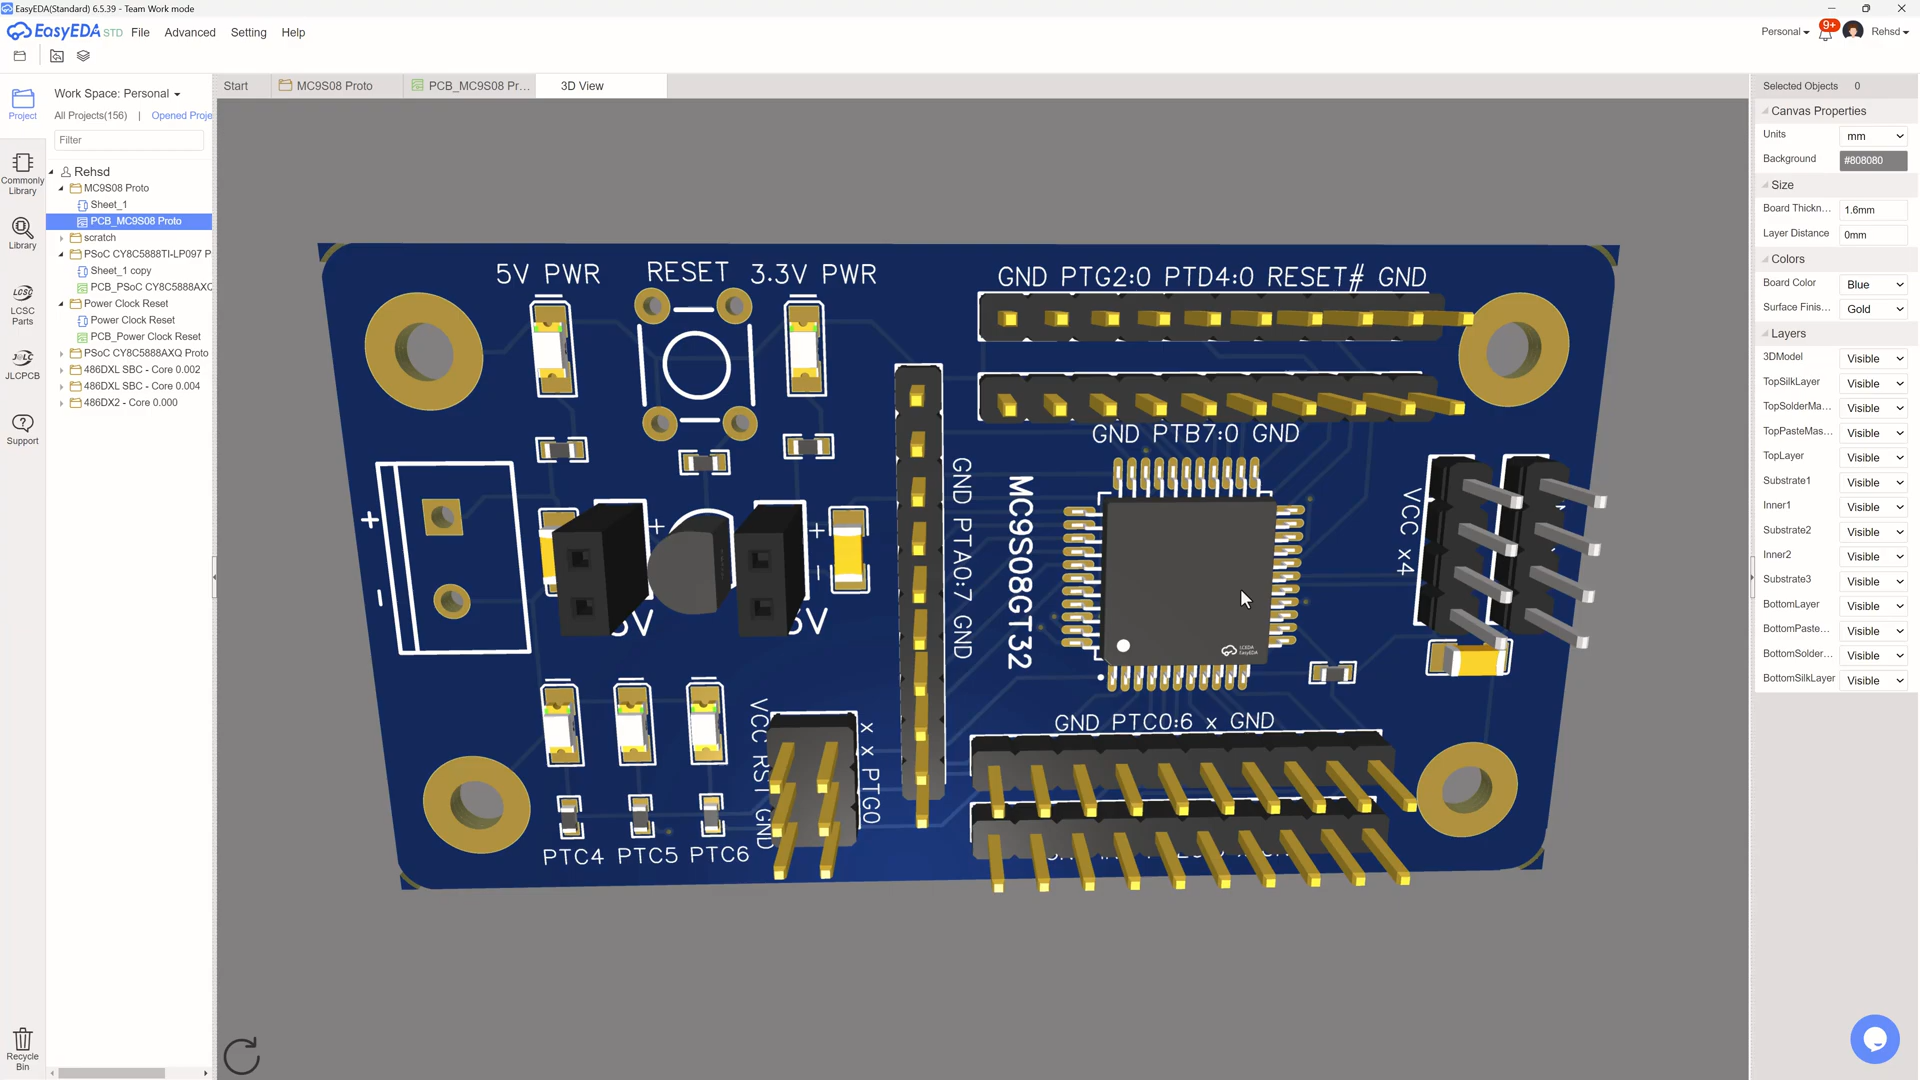 EasyEDA(Standard) 6.5.39 - Team Work mode
EasyEDA STD File Advanced Setting Help
Personal 9+ Rehsd
Start MC9S08 Proto PCB_MC9S08 Pr... 3D View
Project
Commonly Library
Library
LCSC
LCSC Parts
J@LC
JLCPCB
Support
Recycle Bin
Work Space: Personal
All Projects(156) | Opened Proje
Filter
Rehsd
MC9S08 Proto
Sheet_1
PCB_MC9S08 Proto
scratch
PSoC CY8C5888TI-LP097 P
Sheet_1 copy
PCB_PSoC CY8C5888AXQ
Power Clock Reset
Power Clock Reset
PCB_Power Clock Reset
PSoC CY8C5888AXQ Proto
486DXL SBC - Core 0.002
486DXL SBC - Core 0.004
486DX2 - Core 0.000
5V PWR RESET 3.3V PWR
GND PTG2:0 PTD4:0 RESET# GND
GND PTB7:0 GND
GND PTA0:7 GND
MC9S08GT32
VCC x4
+
-
+
+
-
LCEDA
EasyEDA
GND PTC0:6 x GND
VCC RST GND
x x PTG0
PTC4 PTC5 PTC6
Selected Objects 0
Canvas Properties
Units mm
Background #808080
Size
Board Thickn... 1.6mm
Layer Distance 0mm
Colors
Board Color Blue
Surface Finis... Gold
Layers
3DModel Visible
TopSilkLayer Visible
TopSolderMa... Visible
TopPasteMas... Visible
TopLayer Visible
Substrate1 Visible
Inner1 Visible
Substrate2 Visible
Inner2 Visible
Substrate3 Visible
BottomLayer Visible
BottomPaste... Visible
BottomSolder... Visible
BottomSilkLayer Visible